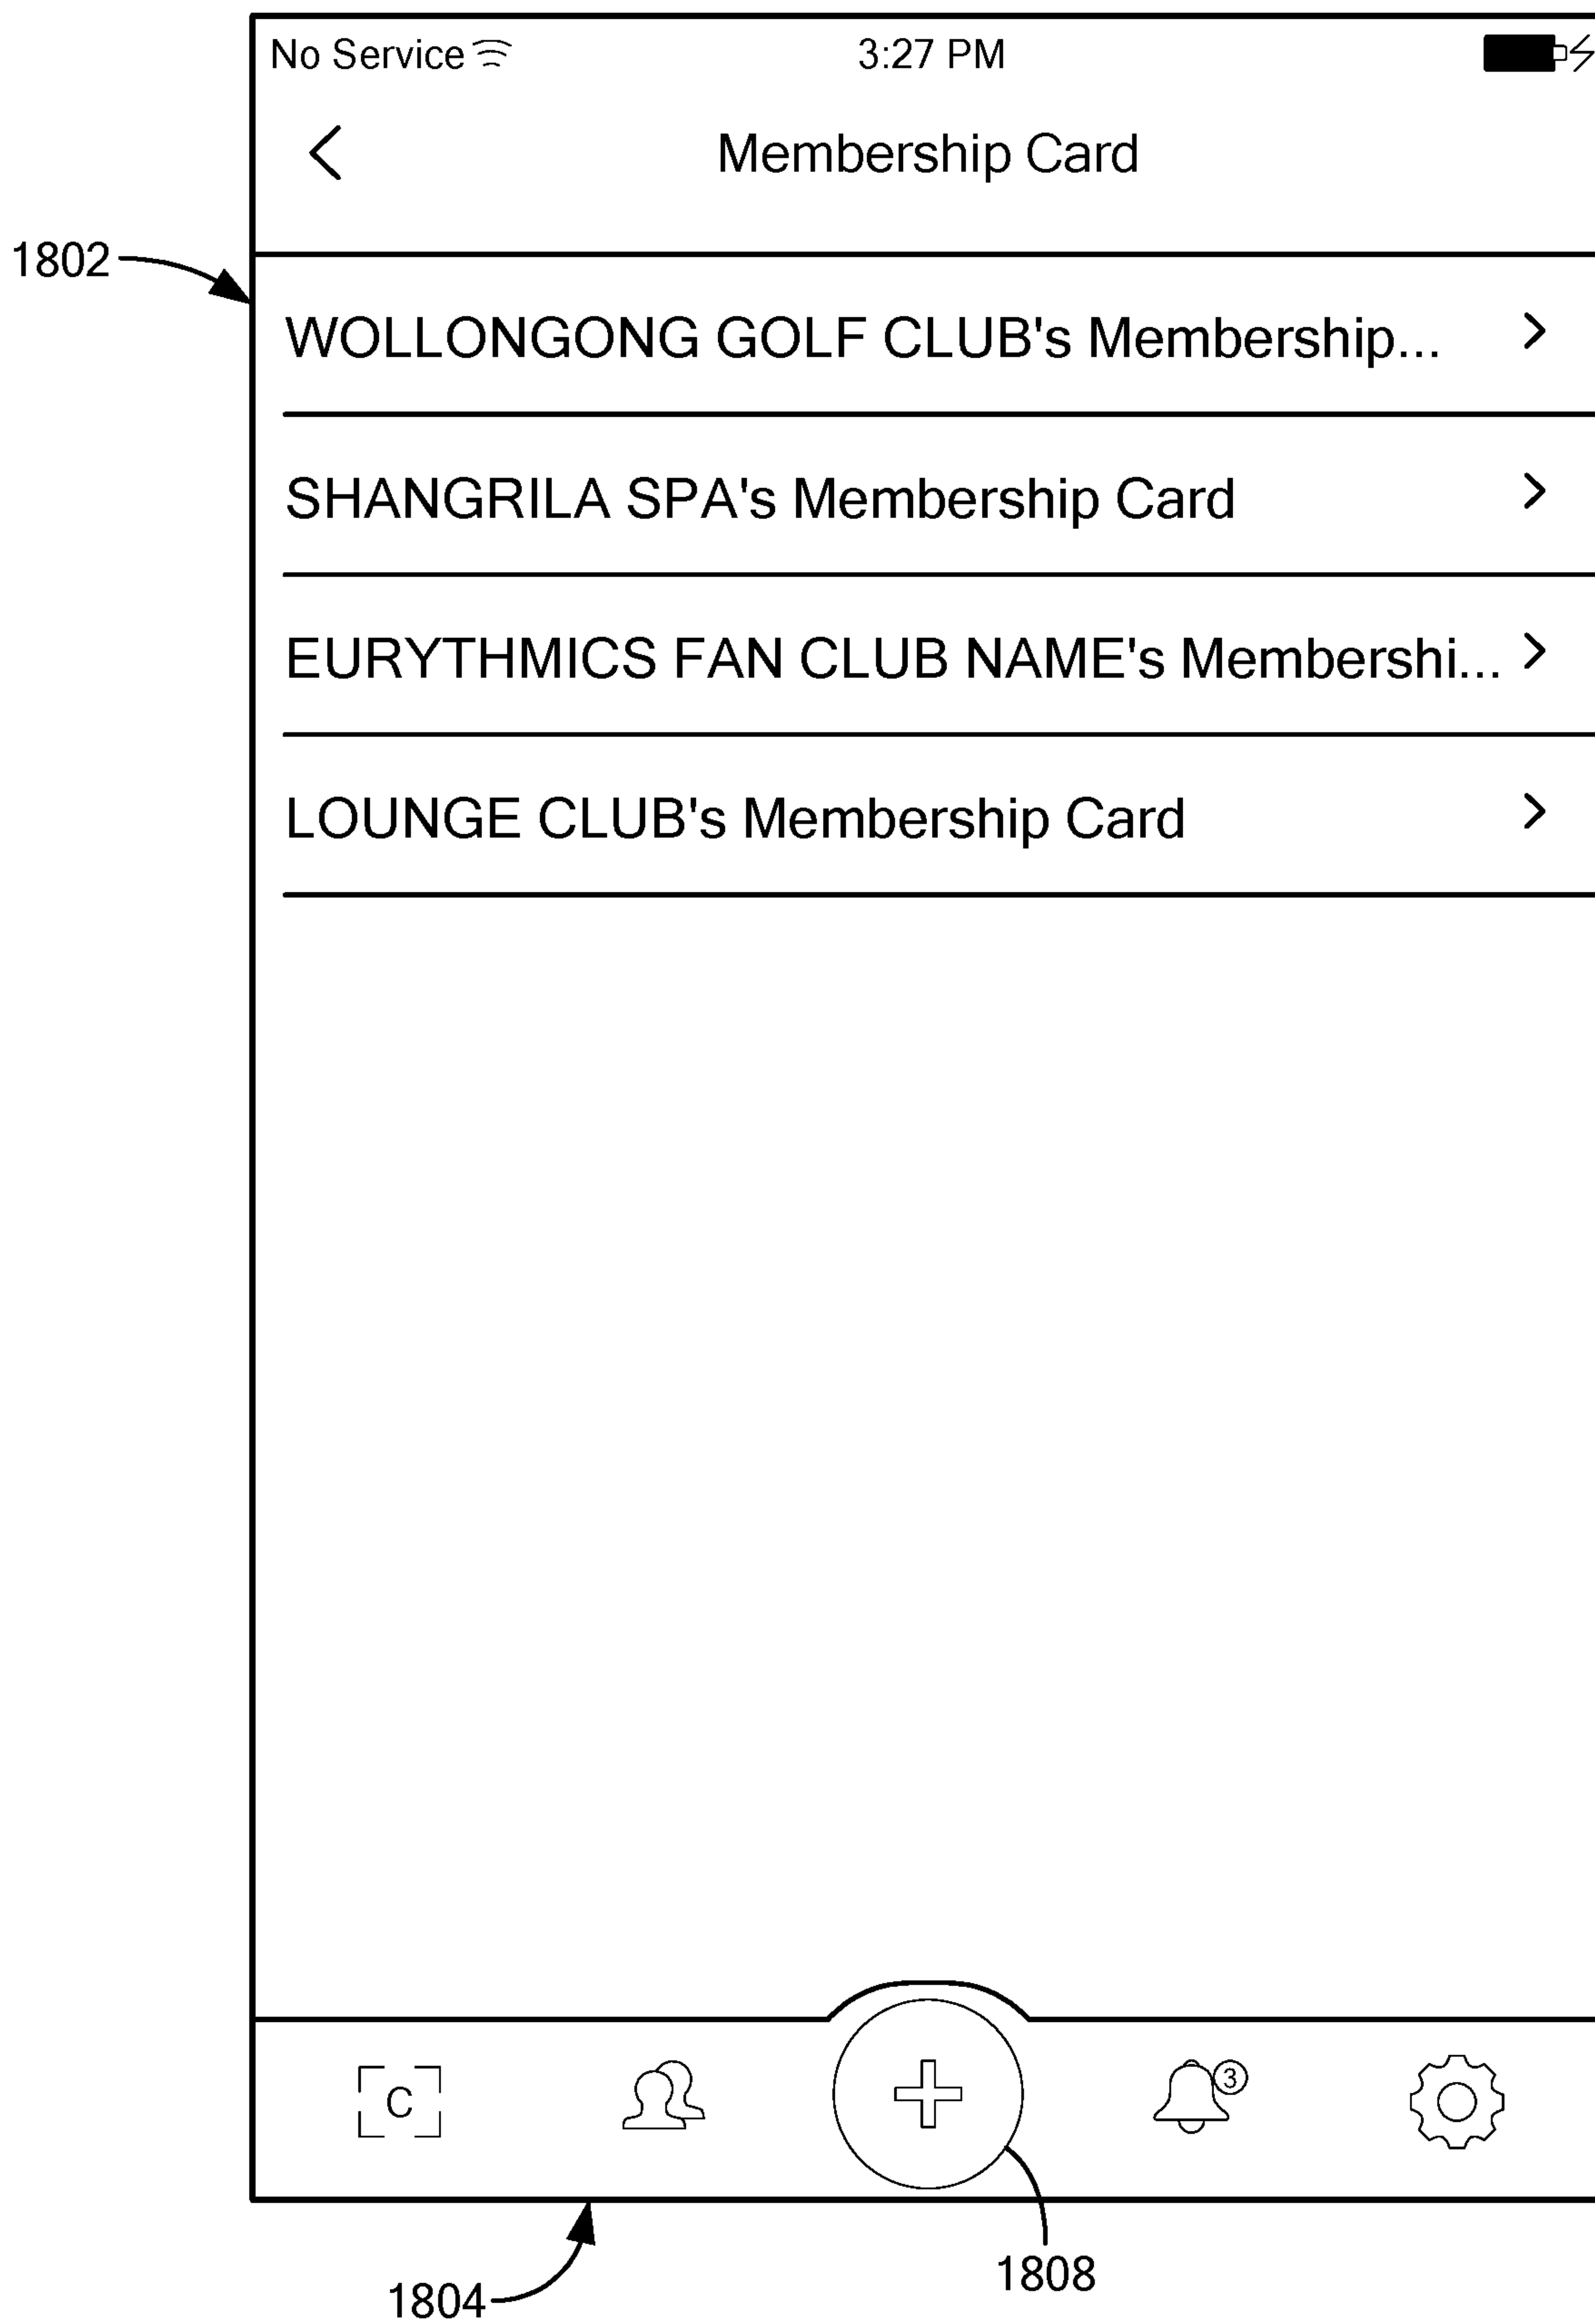 No Service 3:27 PM
Membership Card
1802
WOLLONGONG GOLF CLUB's Membership...
SHANGRILA SPA's Membership Card
EURYTHMICS FAN CLUB NAME's Membershi...
LOUNGE CLUB's Membership Card
C 3
1808
1804